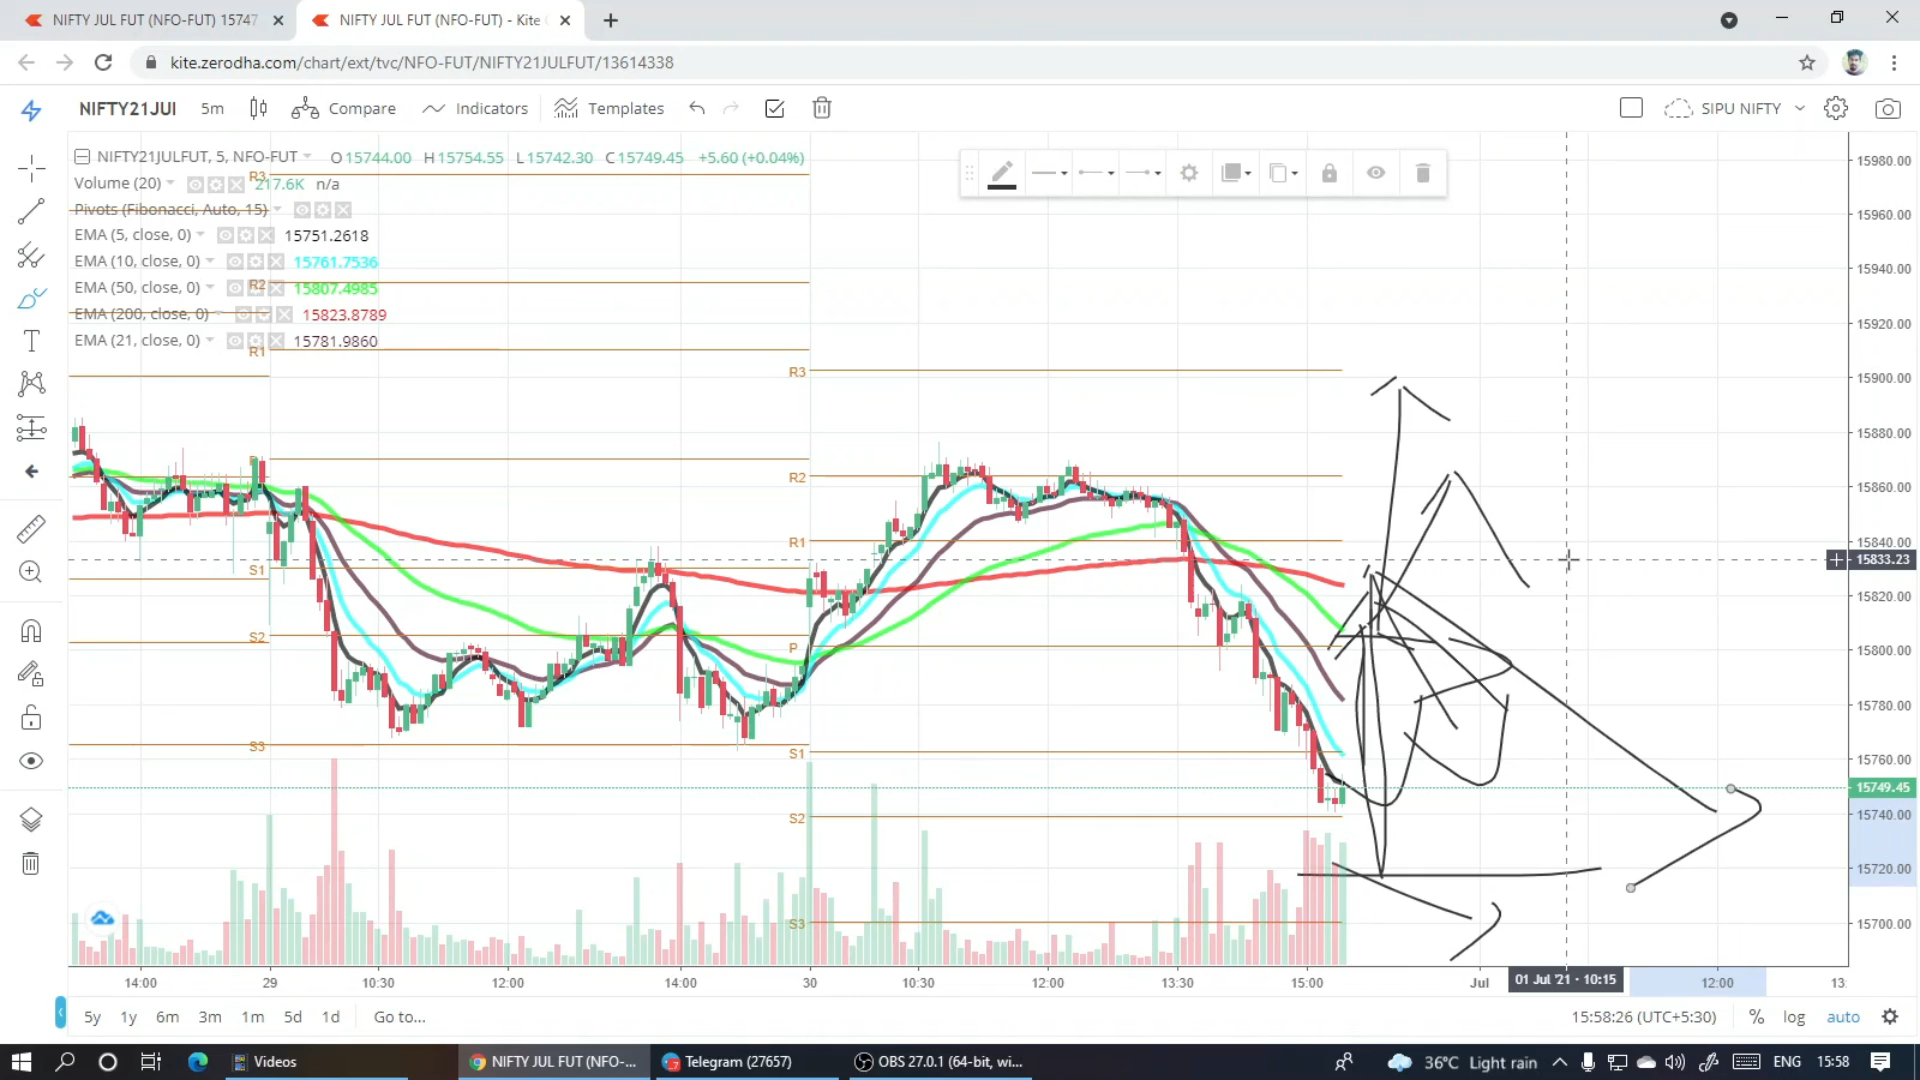 NIFTY JUL FUT (NFO-FUT) 15747
NIFTY JUL FUT (NFO-FUT) - Kite
kite.zerodha.com/chart/ext/tvc/NFO-FUT/NIFTY21JULFUT/13614338
NIFTY21JUl 5m Compare Indicators Templates SIPU NIFTY
NIFTY21JULFUT, 5, NFO-FUT O15744.00 H15754.55 L15742.30 C15749.45 +5.60 (+0.04%)
Volume (20) 217.6K n/a
Pivots (Fibonacci, Auto, 15)
EMA (5, close, 0) 15751.2618
EMA (10, close, 0) 15761.7536
EMA (50, close, 0) 15807.4985
EMA (200, close, 0) 15823.8789
EMA (21, close, 0) 15781.9860
R3
R2
R1
P
S1
S2
S3
R3
R2
R1
P
S1
S2
S3
15980.00
15960.00
15940.00
15920.00
15900.00
15880.00
15860.00
15840.00
15833.23
15820.00
15800.00
15780.00
15760.00
15749.45
15740.00
15720.00
15700.00
14:00 29 10:30 12:00 14:00 30 10:30 12:00 13:30 15:00 Jul 01 Jul '21 - 10:15 12:00 13:
5y 1y 6m 3m 1m 5d 1d Go to... 15:58:26 (UTC+5:30) % log auto
Videos NIFTY JUL FUT (NFO-... Telegram (27657) OBS 27.0.1 (64-bit, wi... 36°C Light rain ENG 15:58